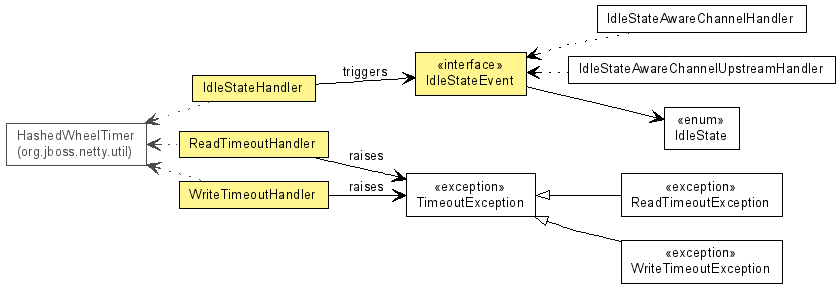 IdleStateAwareChannelHandler
«interface»
IdleStateEvent
IdleStateAwareChannelUpstreamHandler
triggers
IdleStateHandler
«enum»
IdleState
HashedWheelTimer
(org.jboss.netty.util)
ReadTimeoutHandler
raises
WriteTimeoutHandler
raises
«exception»
TimeoutException
«exception»
ReadTimeoutException
«exception»
WriteTimeoutException